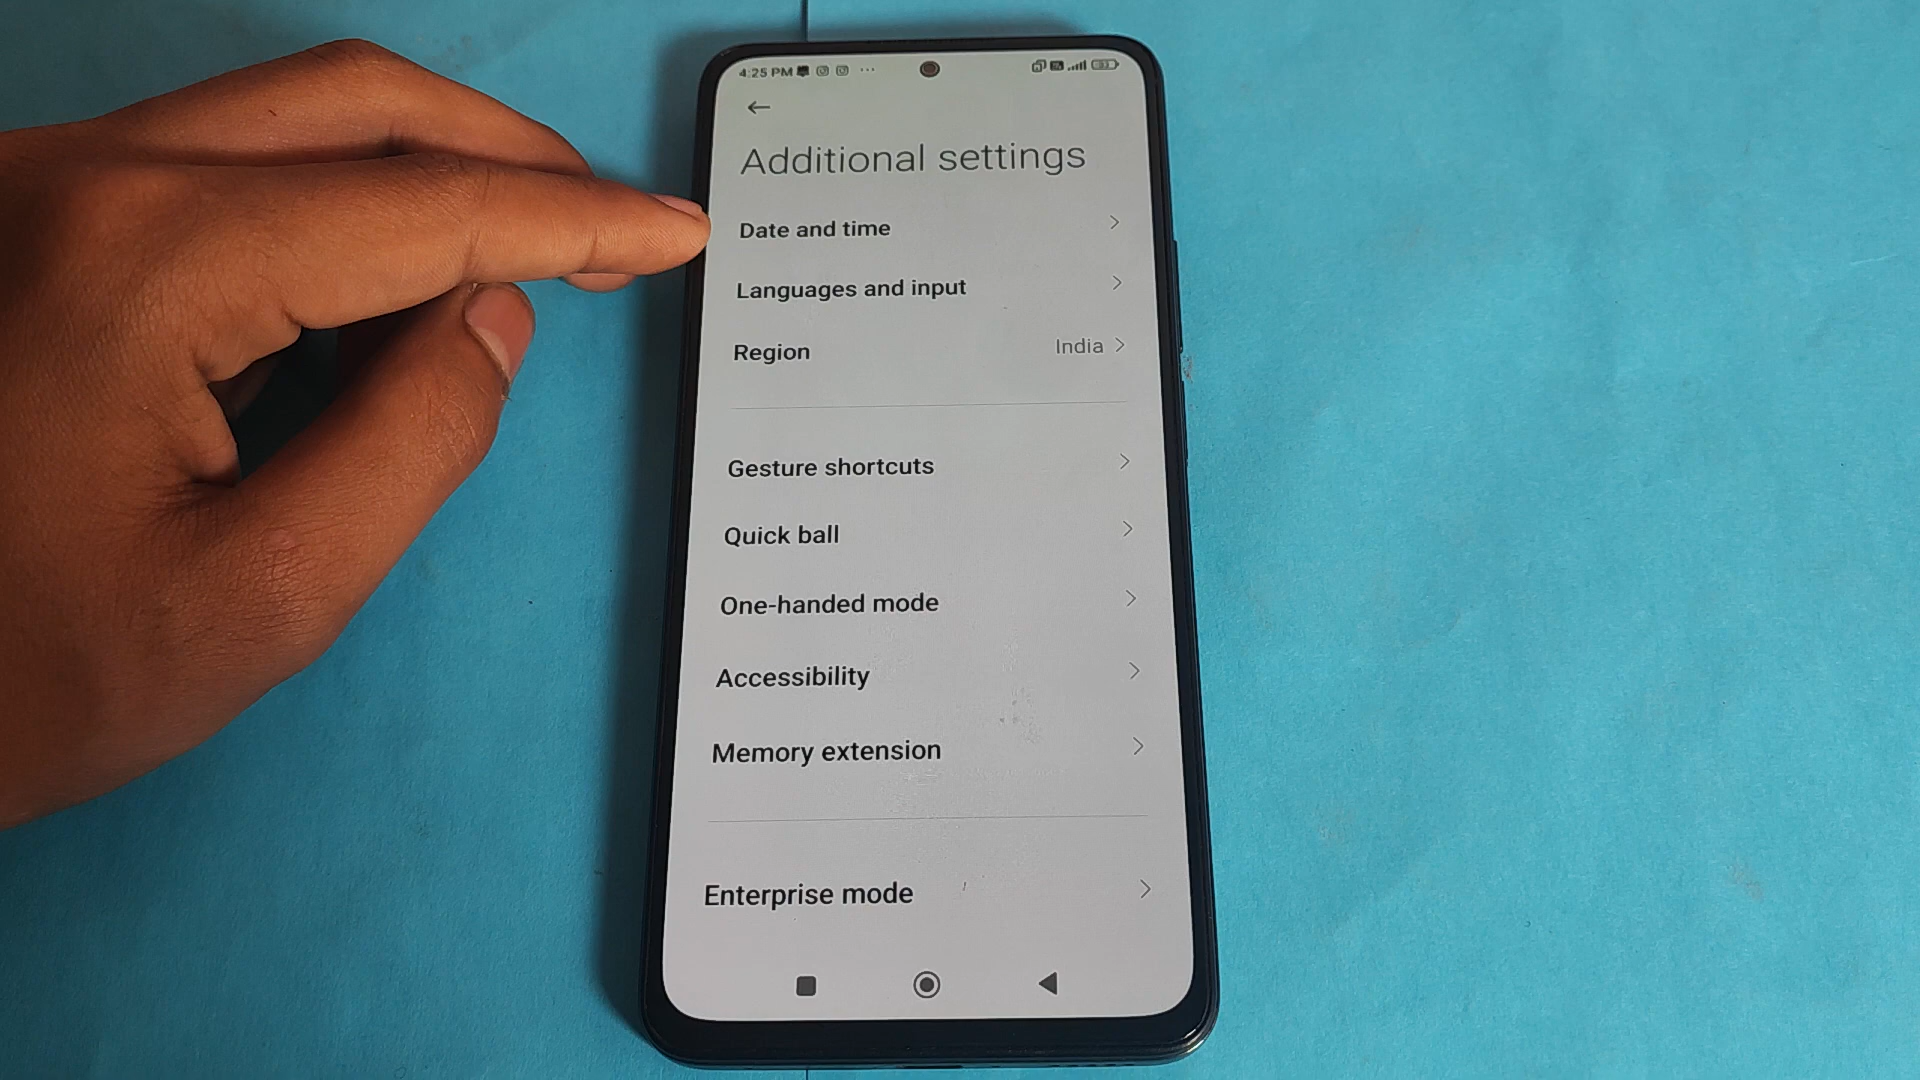 4:25 PM
Additional settings
Date and time
Languages and input
Region India
Gesture shortcuts
Quick ball
One-handed mode
Accessibility
Memory extension
Enterprise mode